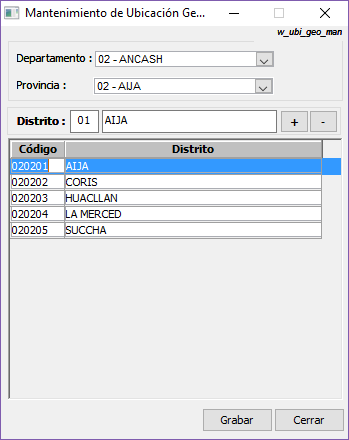 Mantenimiento de Ubicación Ge...
w_ubi_geo_man
Departamento : 02 - ANCASH
Provincia : 02 - AIJA
Distrito : 01 AIJA + -
Código Distrito
020201 AIJA
020202 CORIS
020203 HUACLLAN
020204 LA MERCED
020205 SUCCHA
Grabar Cerrar